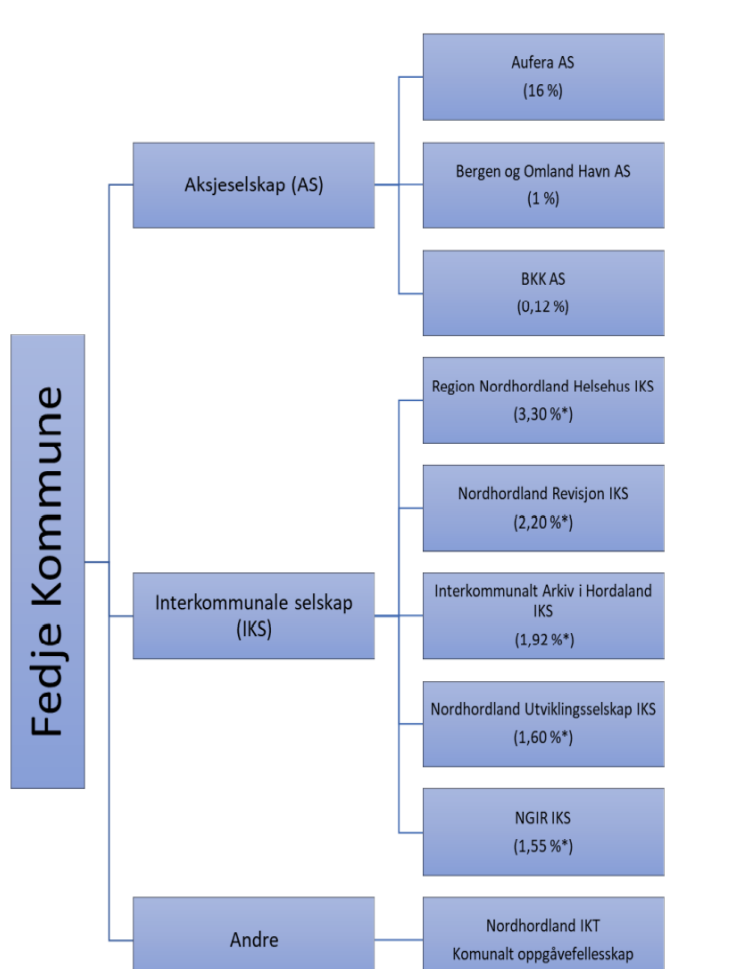 Fedje Kommune
Aksjeselskap (AS)
Aufera AS
(16 %)
Bergen og Omland Havn AS
(1 %)
BKK AS
(0,12 %)
Interkommunale selskap
(IKS)
Region Nordhordland Helsehus IKS
(3,30 %*)
Nordhordland Revisjon IKS
(2,20 %*)
Interkommunalt Arkiv i Hordaland
IKS
(1,92 %*)
Nordhordland Utviklingsselskap IKS
(1,60 %*)
NGIR IKS
(1,55 %*)
Andre
Nordhordland IKT
Komunalt oppgåvefellesskap